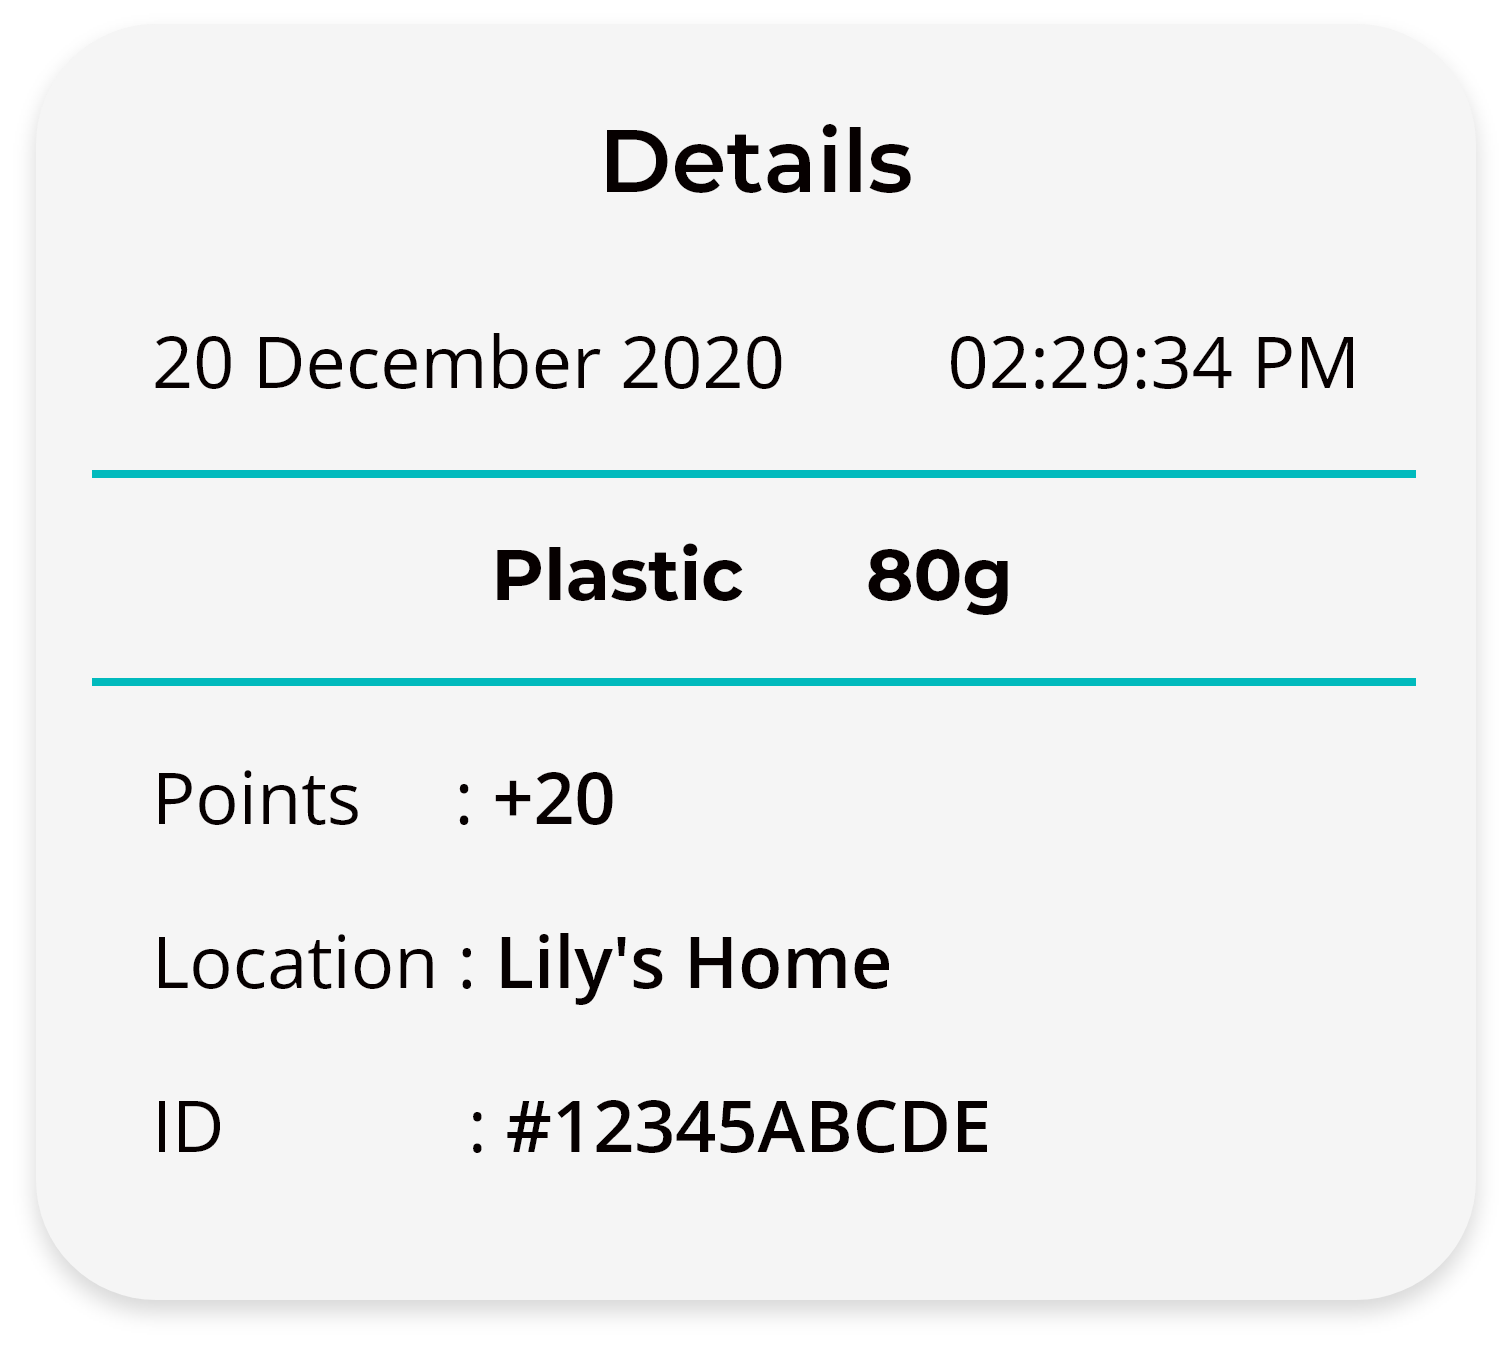 Details
20 December 2020 02:29:34 PM
Plastic 80g
Points : +20
Location : Lily's Home
ID : #12345ABCDE